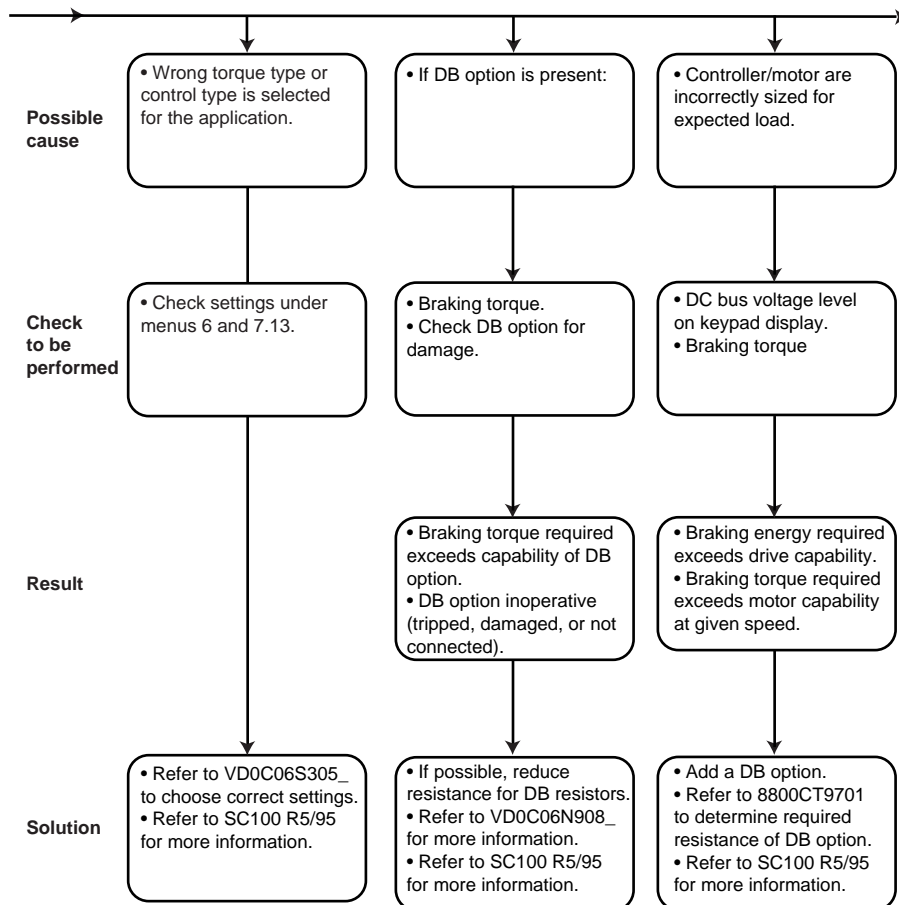 Possible
cause
• Wrong torque type or
control type is selected
for the application.
• If DB option is present:
• Controller/motor are
incorrectly sized for
expected load.
Check
to be
performed
• Check settings under
menus 6 and 7.13.
• Braking torque.
• Check DB option for
damage.
• DC bus voltage level
on keypad display.
• Braking torque
Result
• Braking torque required
exceeds capability of DB
option.
• DB option inoperative
(tripped, damaged, or not
connected).
• Braking energy required
exceeds drive capability.
• Braking torque required
exceeds motor capability
at given speed.
Solution
• Refer to VD0C06S305_
to choose correct settings.
• Refer to SC100 R5/95
for more information.
• If possible, reduce
resistance for DB resistors.
• Refer to VD0C06N908_
for more information.
• Refer to SC100 R5/95
for more information.
• Add a DB option.
• Refer to 8800CT9701
to determine required
resistance of DB option.
• Refer to SC100 R5/95
for more information.